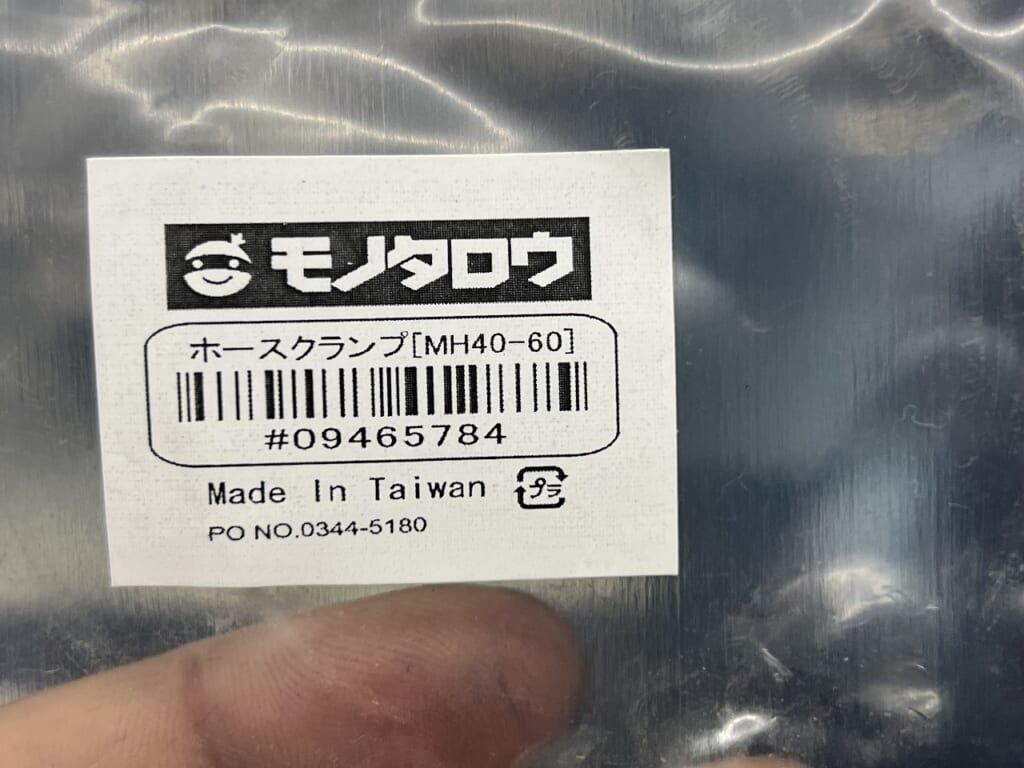 モノタロウ
ホースクランプ[MH40-60]
#09465784
Made In Taiwan プラ
PO NO.0344-5180